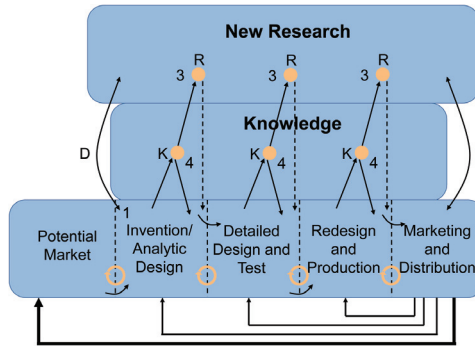 New Research
R R R
3 3 3
Knowledge
D
K K K
4 4 4
1
Potential
Market
Invention/
Analytic
Design
Detailed
Design and
Test
Redesign
and
Production
Marketing
and
Distribution